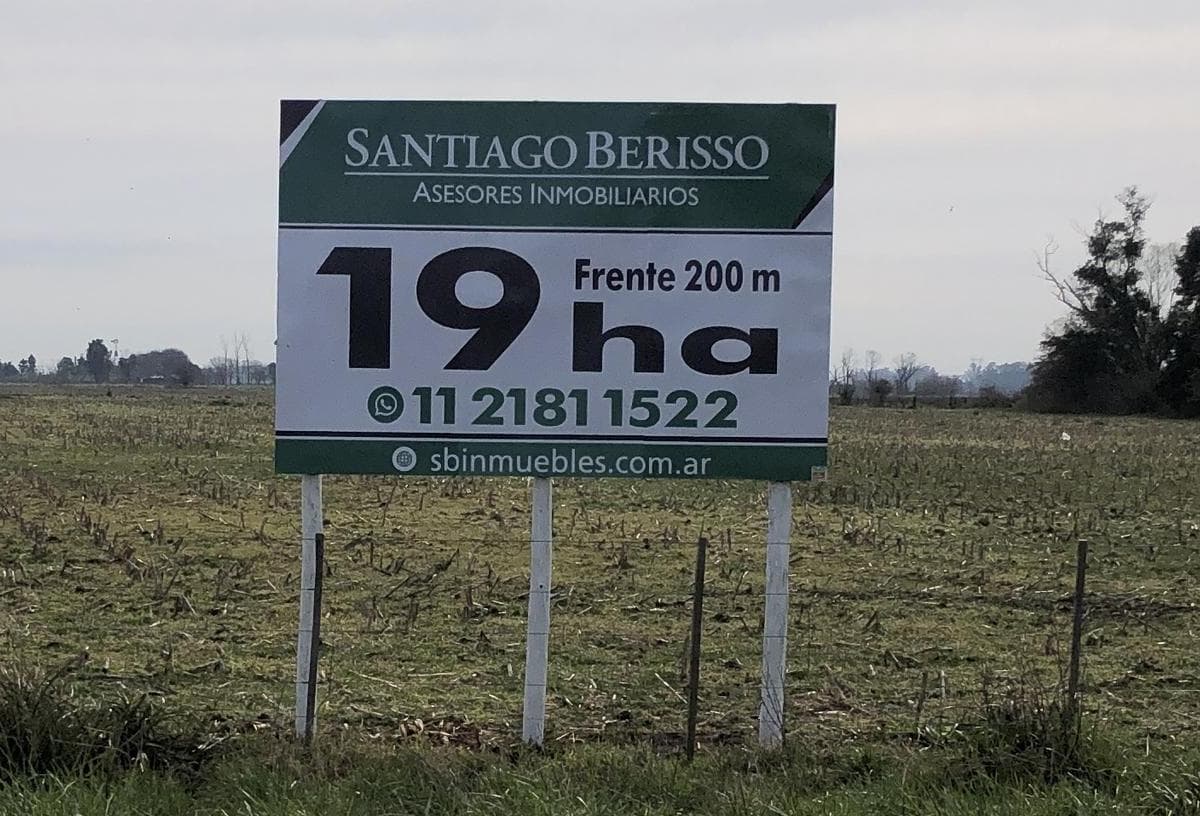 SANTIAGO BERISSO
ASESORES INMOBILIARIOS
19 ha
Frente 200 m
11 2181 1522
sbinmuebles.com.ar